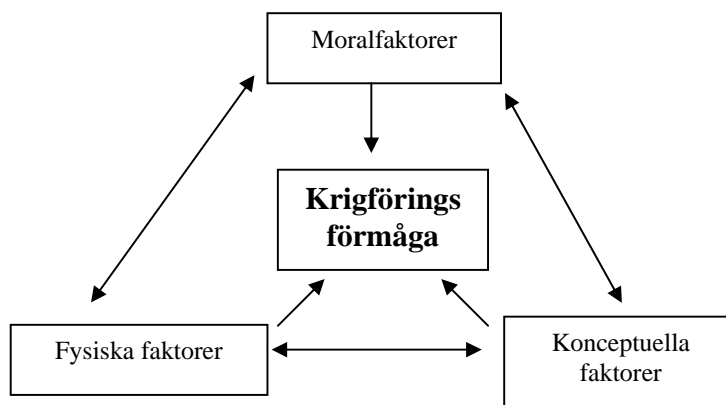 Moralfaktorer
Krigförings
förmåga
Fysiska faktorer
Konceptuella
faktorer